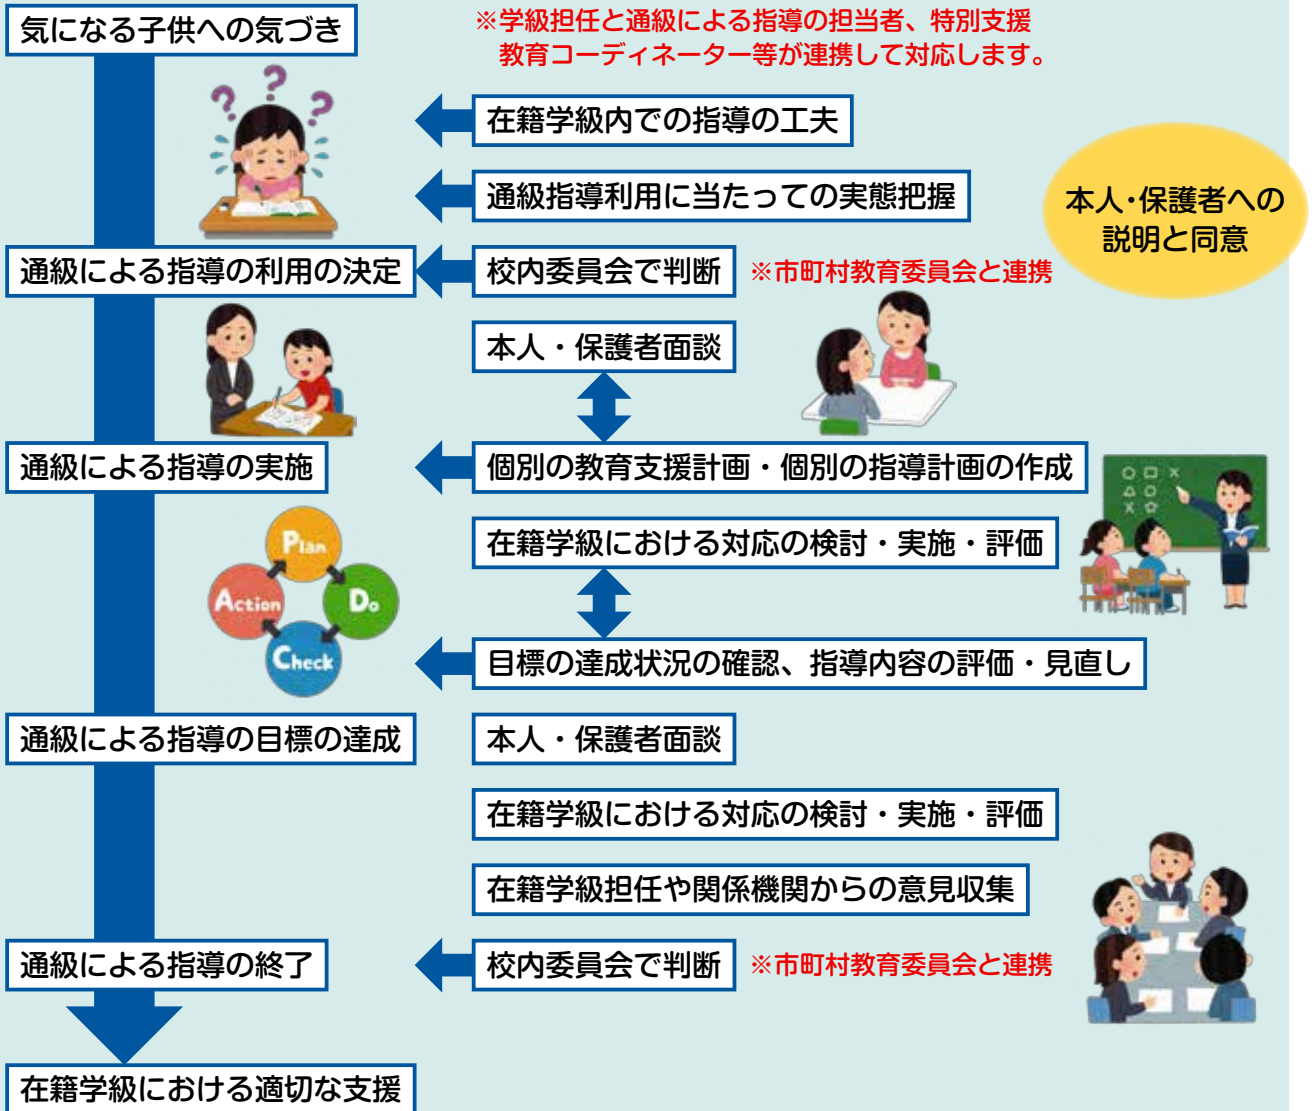 気になる子供への気づき
※学級担任と通級による指導の担当者、特別支援
教育コーディネーター等が連携して対応します。
在籍学級内での指導の工夫
通級指導利用に当たっての実態把握
本人・保護者への
説明と同意
通級による指導の利用の決定
校内委員会で判断
※市町村教育委員会と連携
本人・保護者面談
通級による指導の実施
個別の教育支援計画・個別の指導計画の作成
在籍学級における対応の検討・実施・評価
Plan
Do
Check
Action
目標の達成状況の確認、指導内容の評価・見直し
通級による指導の目標の達成
本人・保護者面談
在籍学級における対応の検討・実施・評価
在籍学級担任や関係機関からの意見収集
通級による指導の終了
校内委員会で判断
※市町村教育委員会と連携
在籍学級における適切な支援